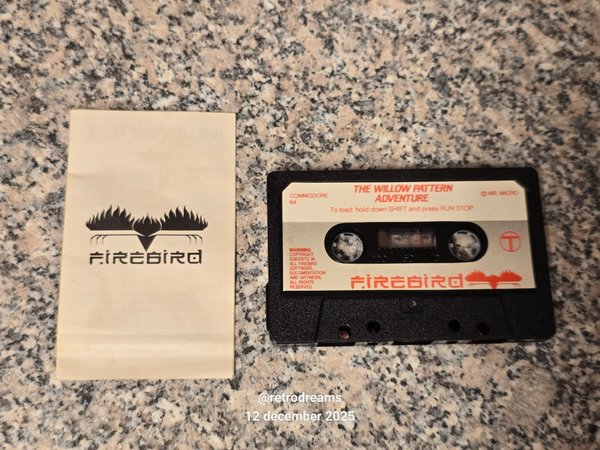 FIREBIRD
COMMODORE
64
THE WILLOW PATTERN
ADVENTURE
© MR. MICRO
To load: hold down SHIFT and press RUN STOP
T
WARNING:
COPYRIGHT
SUBSISTS IN
ALL FIREBIRD
SOFTWARE,
DOCUMENTATION
AND ARTWORK
ALL RIGHTS
RESERVED.
FIREBIRD
@retrodreams
12 december 2025